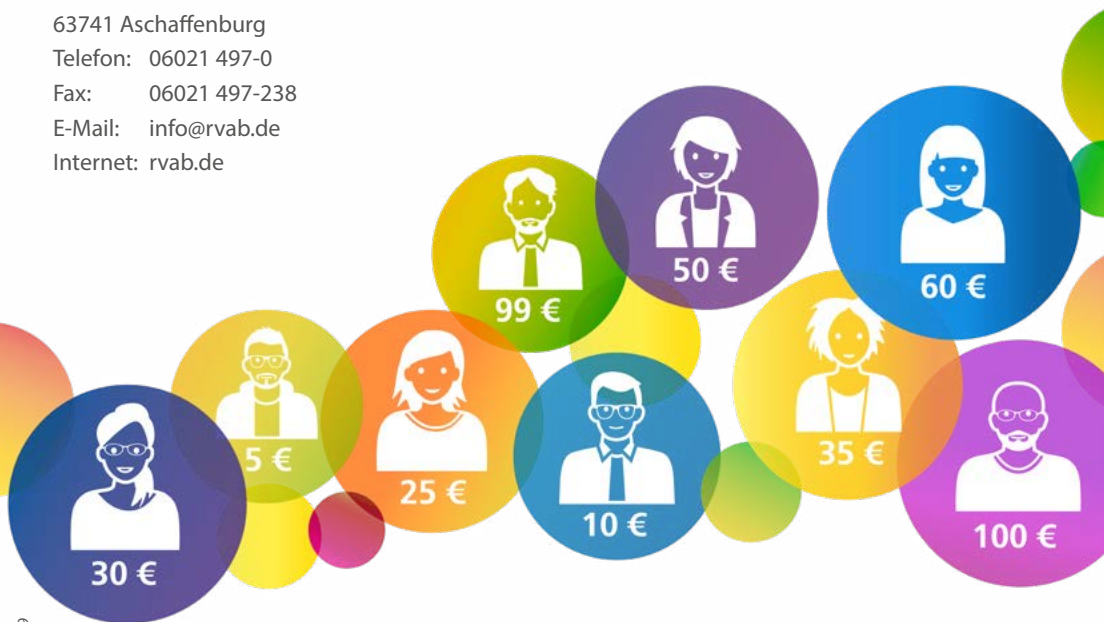 63741 Aschaffenburg
Telefon: 06021 497-0
Fax: 06021 497-238
E-Mail: info@rvab.de
Internet: rvab.de
99 €
50 €
60 €
5 €
25 €
10 €
35 €
30 €
100 €